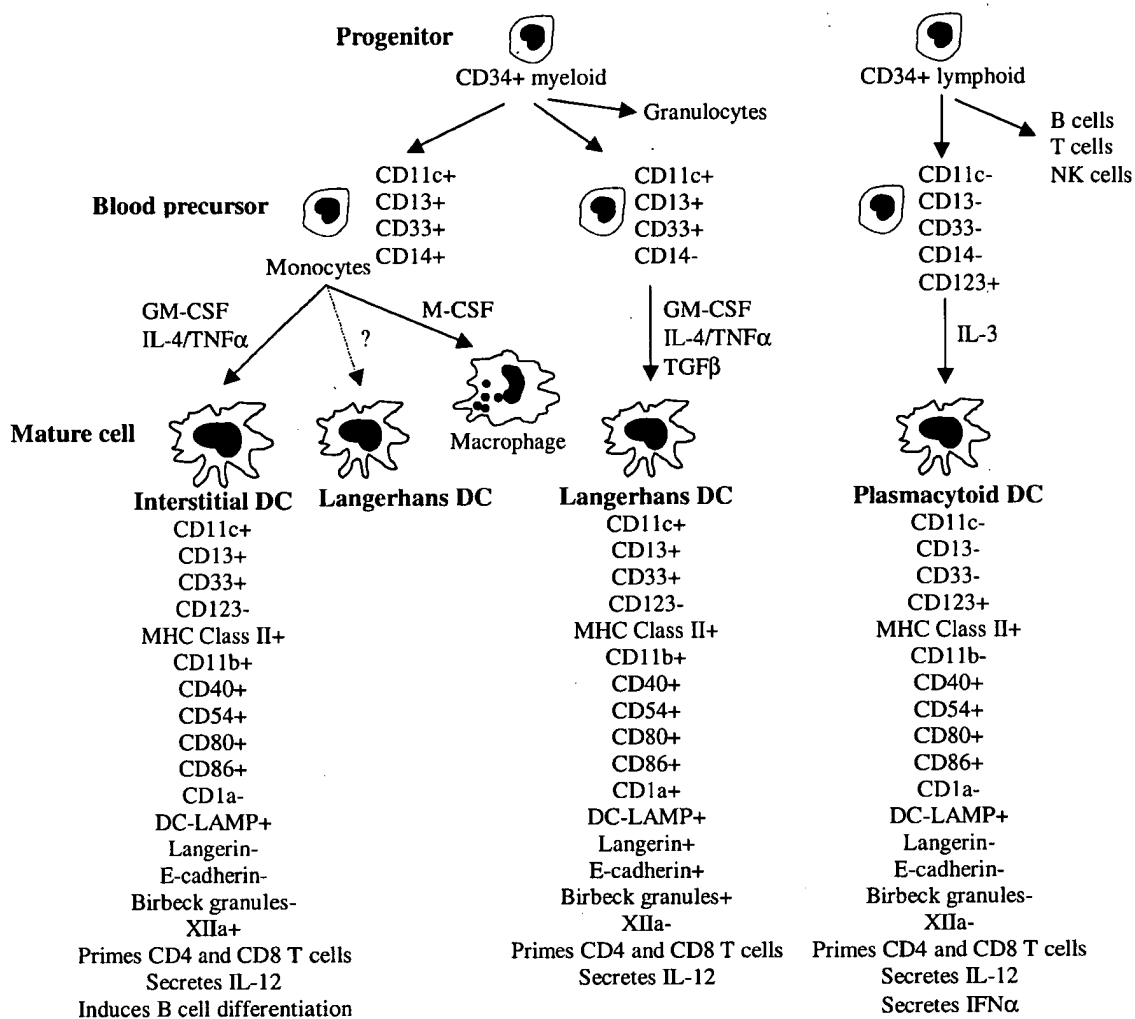 Progenitor
CD34+ myeloid
CD34+ lymphoid
Granulocytes
B cells
T cells
NK cells
Blood precursor
CD11c+
CD13+
CD33+
CD14+
Monocytes
CD11c+
CD13+
CD33+
CD14-
CD11c-
CD13-
CD33-
CD14-
CD123+
GM-CSF
IL-4/TNFα
?
M-CSF
GM-CSF
IL-4/TNFα
TGFβ
IL-3
Mature cell
Macrophage
Interstitial DC
CD11c+
CD13+
CD33+
CD123-
MHC Class II+
CD11b+
CD40+
CD54+
CD80+
CD86+
CD1a-
DC-LAMP+
Langerin-
E-cadherin-
Birbeck granules-
XIIa+
Primes CD4 and CD8 T cells
Secretes IL-12
Induces B cell differentiation
Langerhans DC
Langerhans DC
CD11c+
CD13+
CD33+
CD123-
MHC Class II+
CD11b+
CD40+
CD54+
CD80+
CD86+
CD1a+
DC-LAMP+
Langerin+
E-cadherin+
Birbeck granules+
XIIa-
Primes CD4 and CD8 T cells
Secretes IL-12
Plasmacytoid DC
CD11c-
CD13-
CD33-
CD123+
MHC Class II+
CD11b-
CD40+
CD54+
CD80+
CD86+
CD1a-
DC-LAMP+
Langerin-
E-cadherin-
Birbeck granules-
XIIa-
Primes CD4 and CD8 T cells
Secretes IL-12
Secretes IFNα